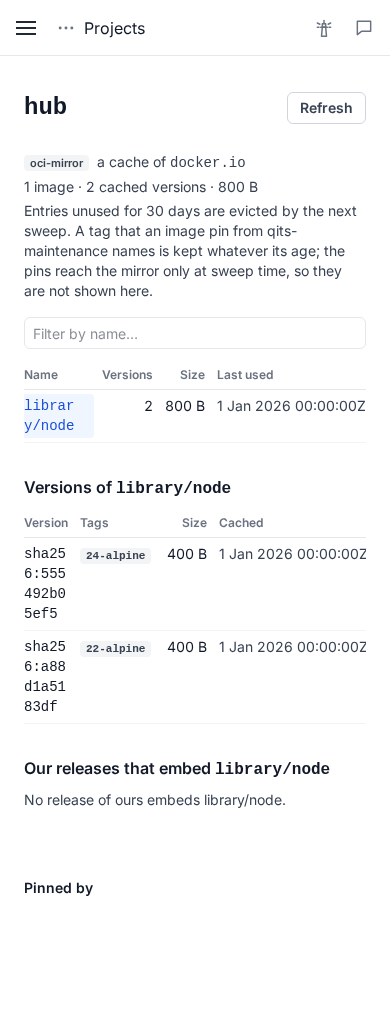 Projects
hub
Refresh
oci-mirror a cache of docker.io
1 image · 2 cached versions · 800 B
Entries unused for 30 days are evicted by the next
sweep. A tag that an image pin from qits-
maintenance names is kept whatever its age; the
pins reach the mirror only at sweep time, so they
are not shown here.
Filter by name...
Name Versions Size Last used
librar
y/node
2 800 B 1 Jan 2026 00:00:00Z
Versions of library/node
Version Tags Size Cached
sha25
6:555
492b0
5ef5
24-alpine 400 B 1 Jan 2026 00:00:00Z
sha25
6:a88
d1a51
83df
22-alpine 400 B 1 Jan 2026 00:00:00Z
Our releases that embed library/node
No release of ours embeds library/node.
Pinned by